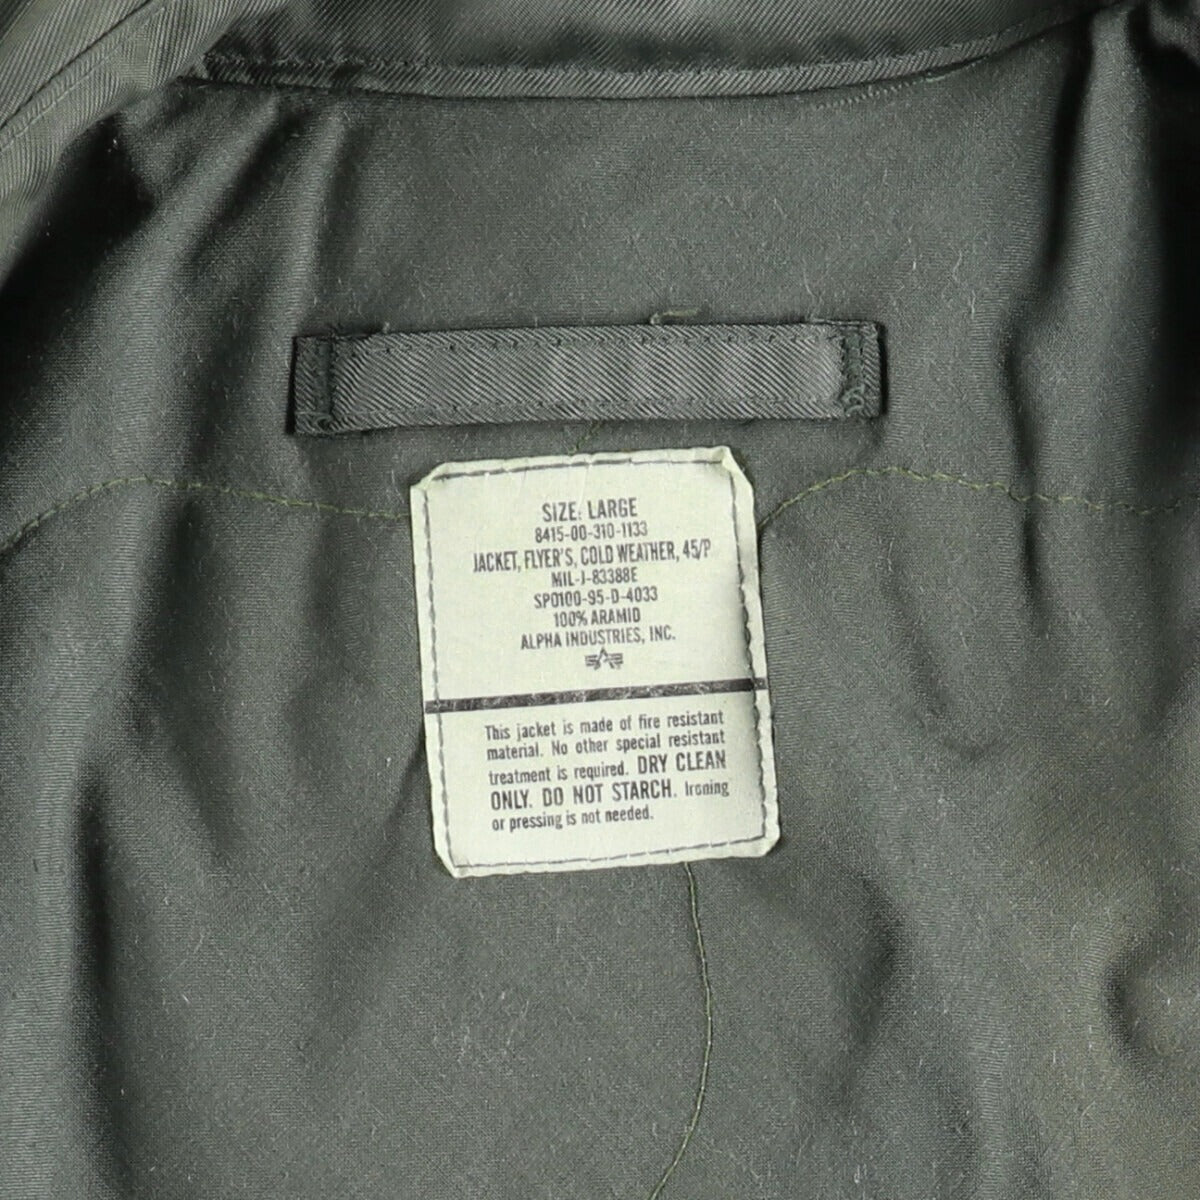 SIZE: LARGE
8415-00-310-1133
JACKET, FLYER'S, COLD WEATHER, 45/P
MIL-J-83388E
SPO100-95-D-4033
100% ARAMID
ALPHA INDUSTRIES, INC.
This jacket is made of fire resistant
material. No other special resistant
treatment is required. DRY CLEAN
ONLY. DO NOT STARCH. Ironing
or pressing is not needed.